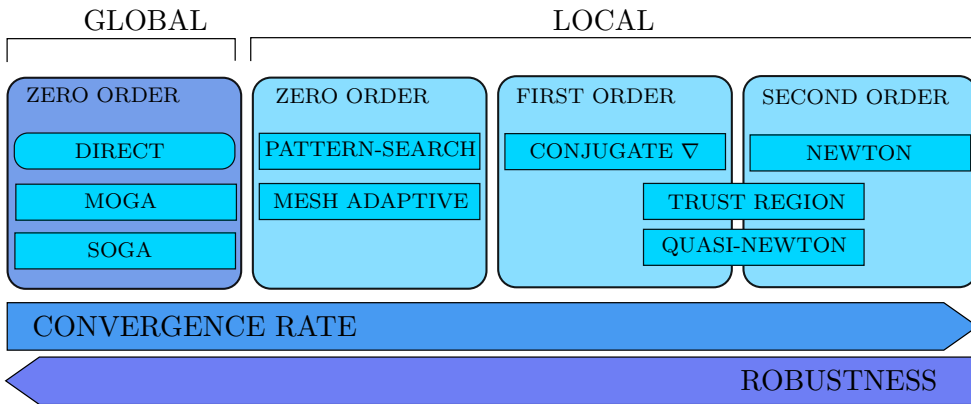 GLOBAL
LOCAL
ZERO ORDER
DIRECT
MOGA
SOGA
ZERO ORDER
PATTERN-SEARCH
MESH ADAPTIVE
FIRST ORDER
CONJUGATE ∇
SECOND ORDER
NEWTON
TRUST REGION
QUASI-NEWTON
CONVERGENCE RATE
ROBUSTNESS